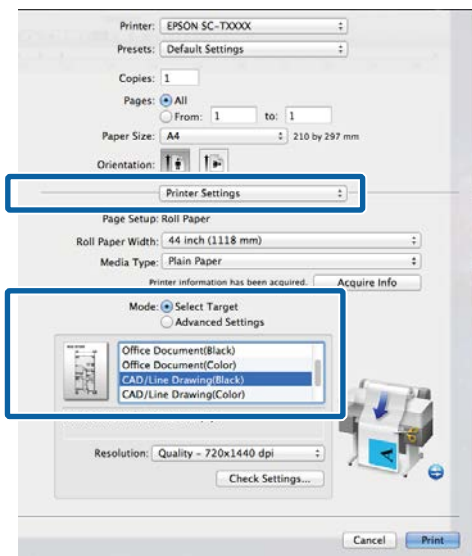 Printer: EPSON SC-TXXXX
Presets: Default Settings
Copies: 1
Pages: All
From: 1 to: 1
Paper Size: A4 210 by 297 mm
Orientation:
Printer Settings
Page Setup: Roll Paper
Roll Paper Width: 44 inch (1118 mm)
Media Type: Plain Paper
Printer information has been acquired. Acquire Info
Mode: Select Target
Advanced Settings
Office Document(Black)
Office Document(Color)
CAD/Line Drawing(Black)
CAD/Line Drawing(Color)
Resolution: Quality - 720x1440 dpi
Check Settings...
Cancel Print